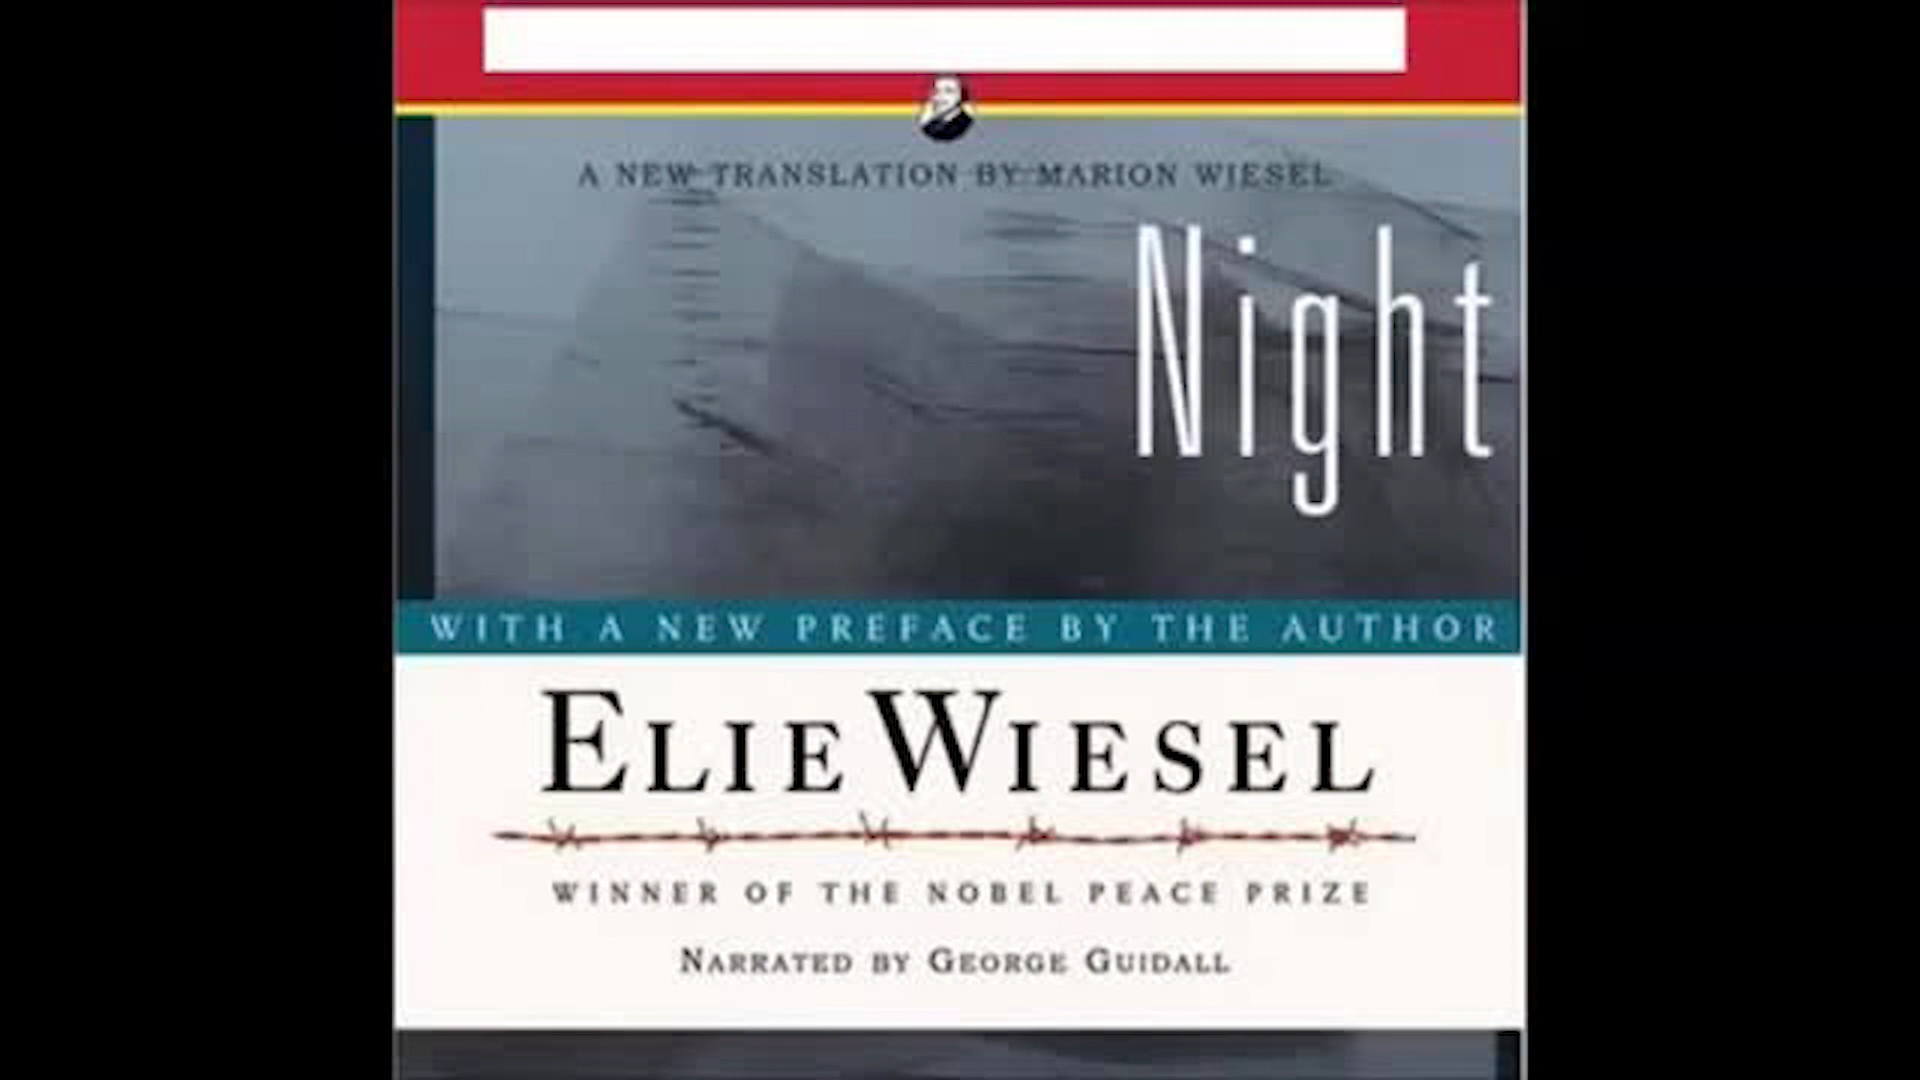 A NEW TRANSLATION BY MARION WIESEL
Night
WITH A NEW PREFACE BY THE AUTHOR
ELIE WIESEL
WINNER OF THE NOBEL PEACE PRIZE
NARRATED BY GEORGE GUIDALL